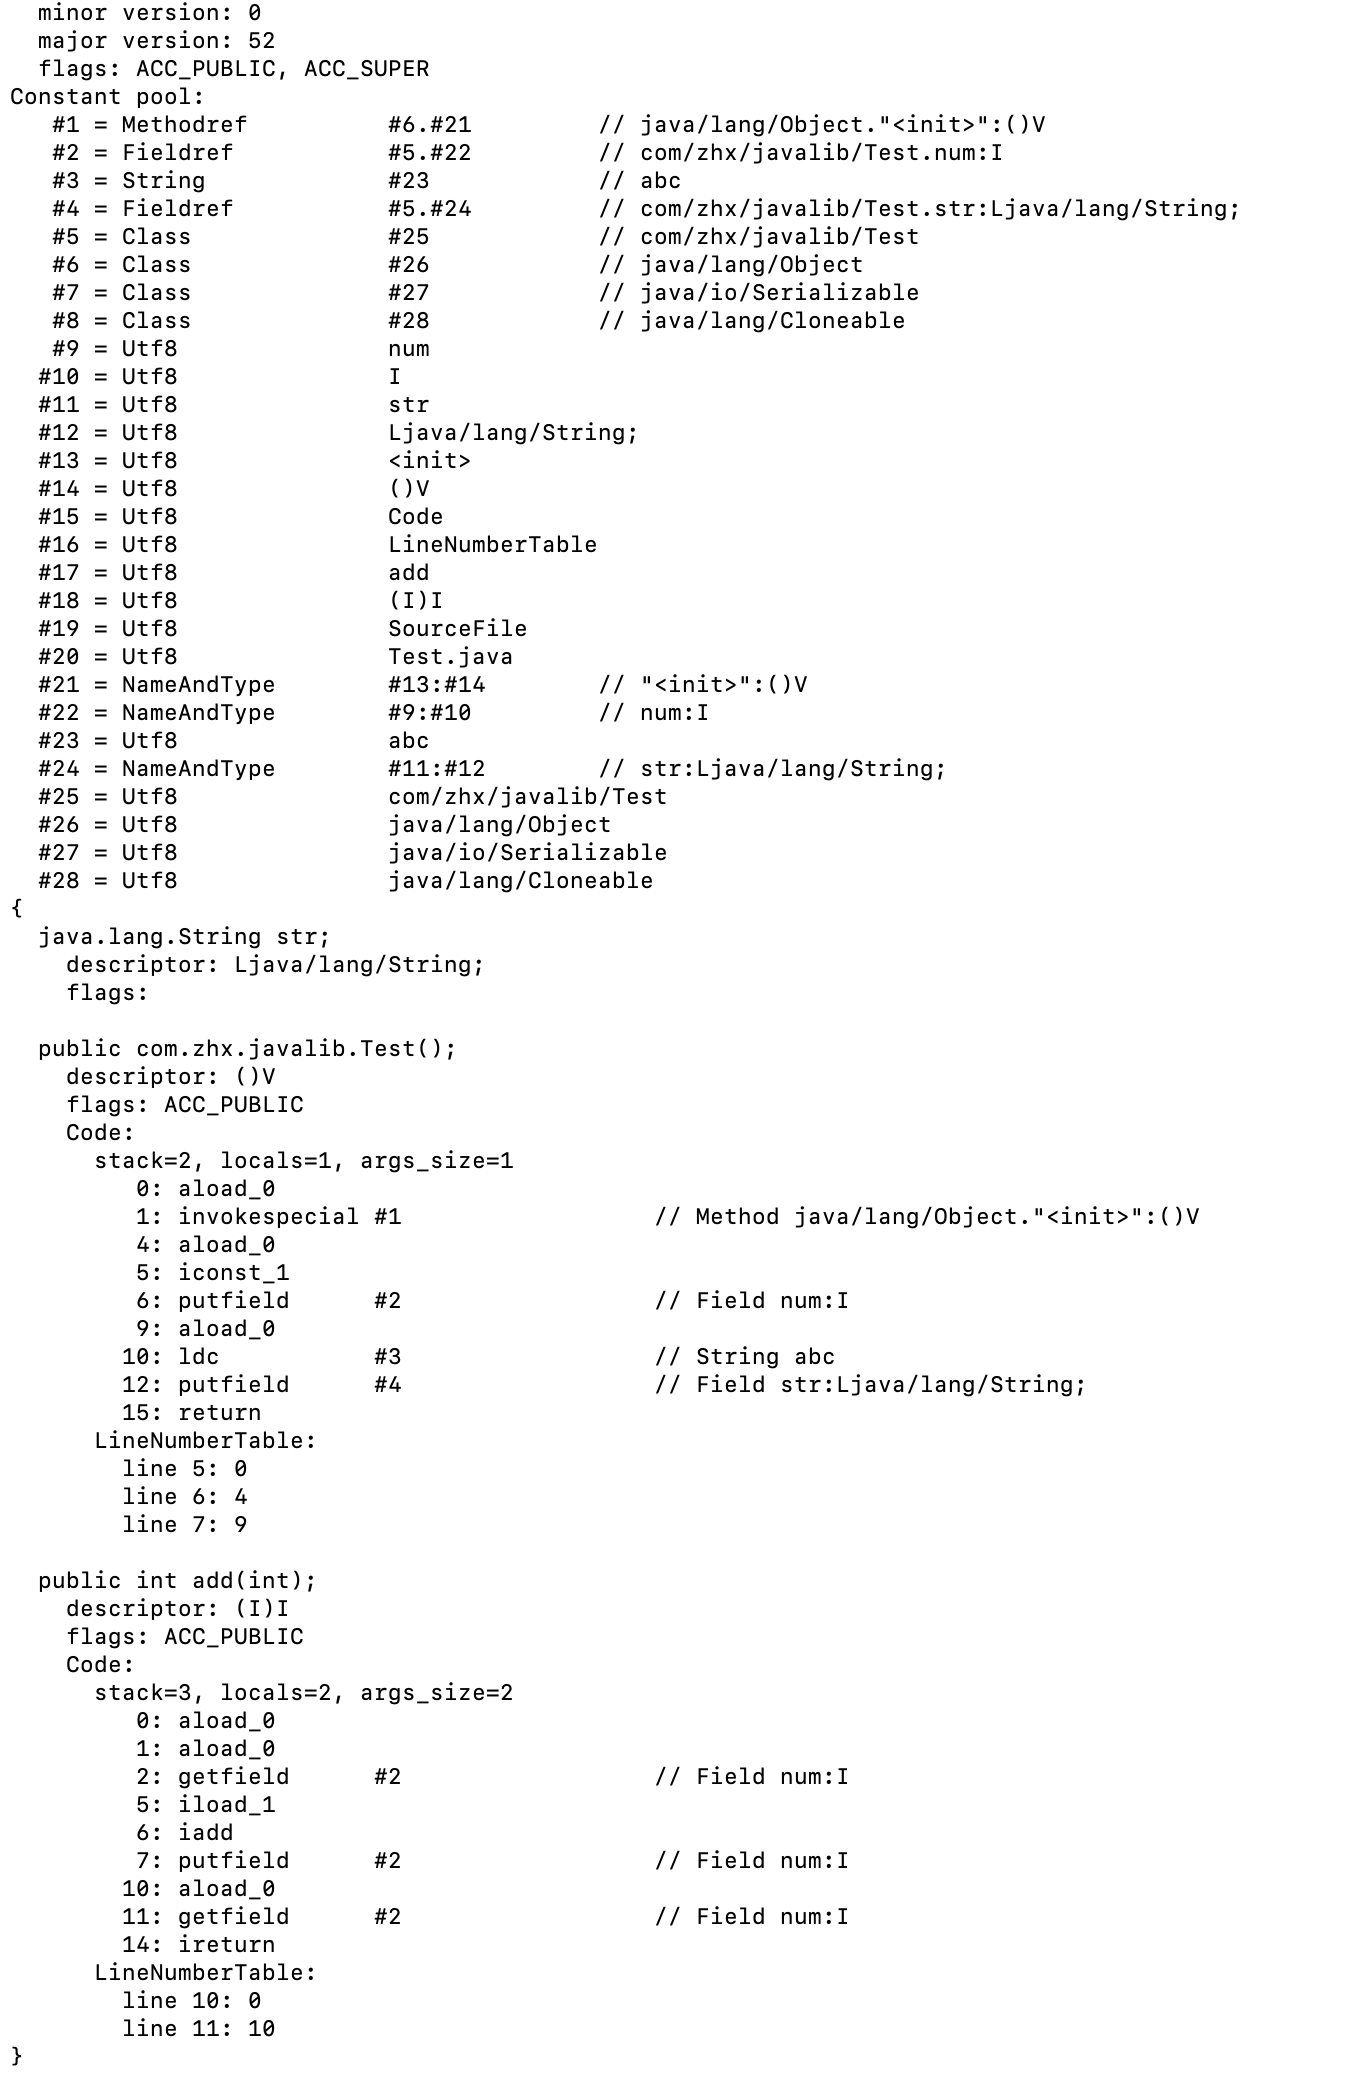 minor version: 0
major version: 52
flags: ACC_PUBLIC, ACC_SUPER
Constant pool:
#1 = Methodref #6.#21 // java/lang/Object."<init>":()V
#2 = Fieldref #5.#22 // com/zhx/javalib/Test.num:I
#3 = String #23 // abc
#4 = Fieldref #5.#24 // com/zhx/javalib/Test.str:Ljava/lang/String;
#5 = Class #25 // com/zhx/javalib/Test
#6 = Class #26 // java/lang/Object
#7 = Class #27 // java/io/Serializable
#8 = Class #28 // java/lang/Cloneable
#9 = Utf8 num
#10 = Utf8 I
#11 = Utf8 str
#12 = Utf8 Ljava/lang/String;
#13 = Utf8 <init>
#14 = Utf8 ()V
#15 = Utf8 Code
#16 = Utf8 LineNumberTable
#17 = Utf8 add
#18 = Utf8 (I)I
#19 = Utf8 SourceFile
#20 = Utf8 Test.java
#21 = NameAndType #13:#14 // "<init>":()V
#22 = NameAndType #9:#10 // num:I
#23 = Utf8 abc
#24 = NameAndType #11:#12 // str:Ljava/lang/String;
#25 = Utf8 com/zhx/javalib/Test
#26 = Utf8 java/lang/Object
#27 = Utf8 java/io/Serializable
#28 = Utf8 java/lang/Cloneable
{
java.lang.String str;
descriptor: Ljava/lang/String;
flags:
public com.zhx.javalib.Test();
descriptor: ()V
flags: ACC_PUBLIC
Code:
stack=2, locals=1, args_size=1
0: aload_0
1: invokespecial #1 // Method java/lang/Object."<init>":()V
4: aload_0
5: iconst_1
6: putfield #2 // Field num:I
9: aload_0
10: ldc #3 // String abc
12: putfield #4 // Field str:Ljava/lang/String;
15: return
LineNumberTable:
line 5: 0
line 6: 4
line 7: 9
public int add(int);
descriptor: (I)I
flags: ACC_PUBLIC
Code:
stack=3, locals=2, args_size=2
0: aload_0
1: aload_0
2: getfield #2 // Field num:I
5: iload_1
6: iadd
7: putfield #2 // Field num:I
10: aload_0
11: getfield #2 // Field num:I
14: ireturn
LineNumberTable:
line 10: 0
line 11: 10
}